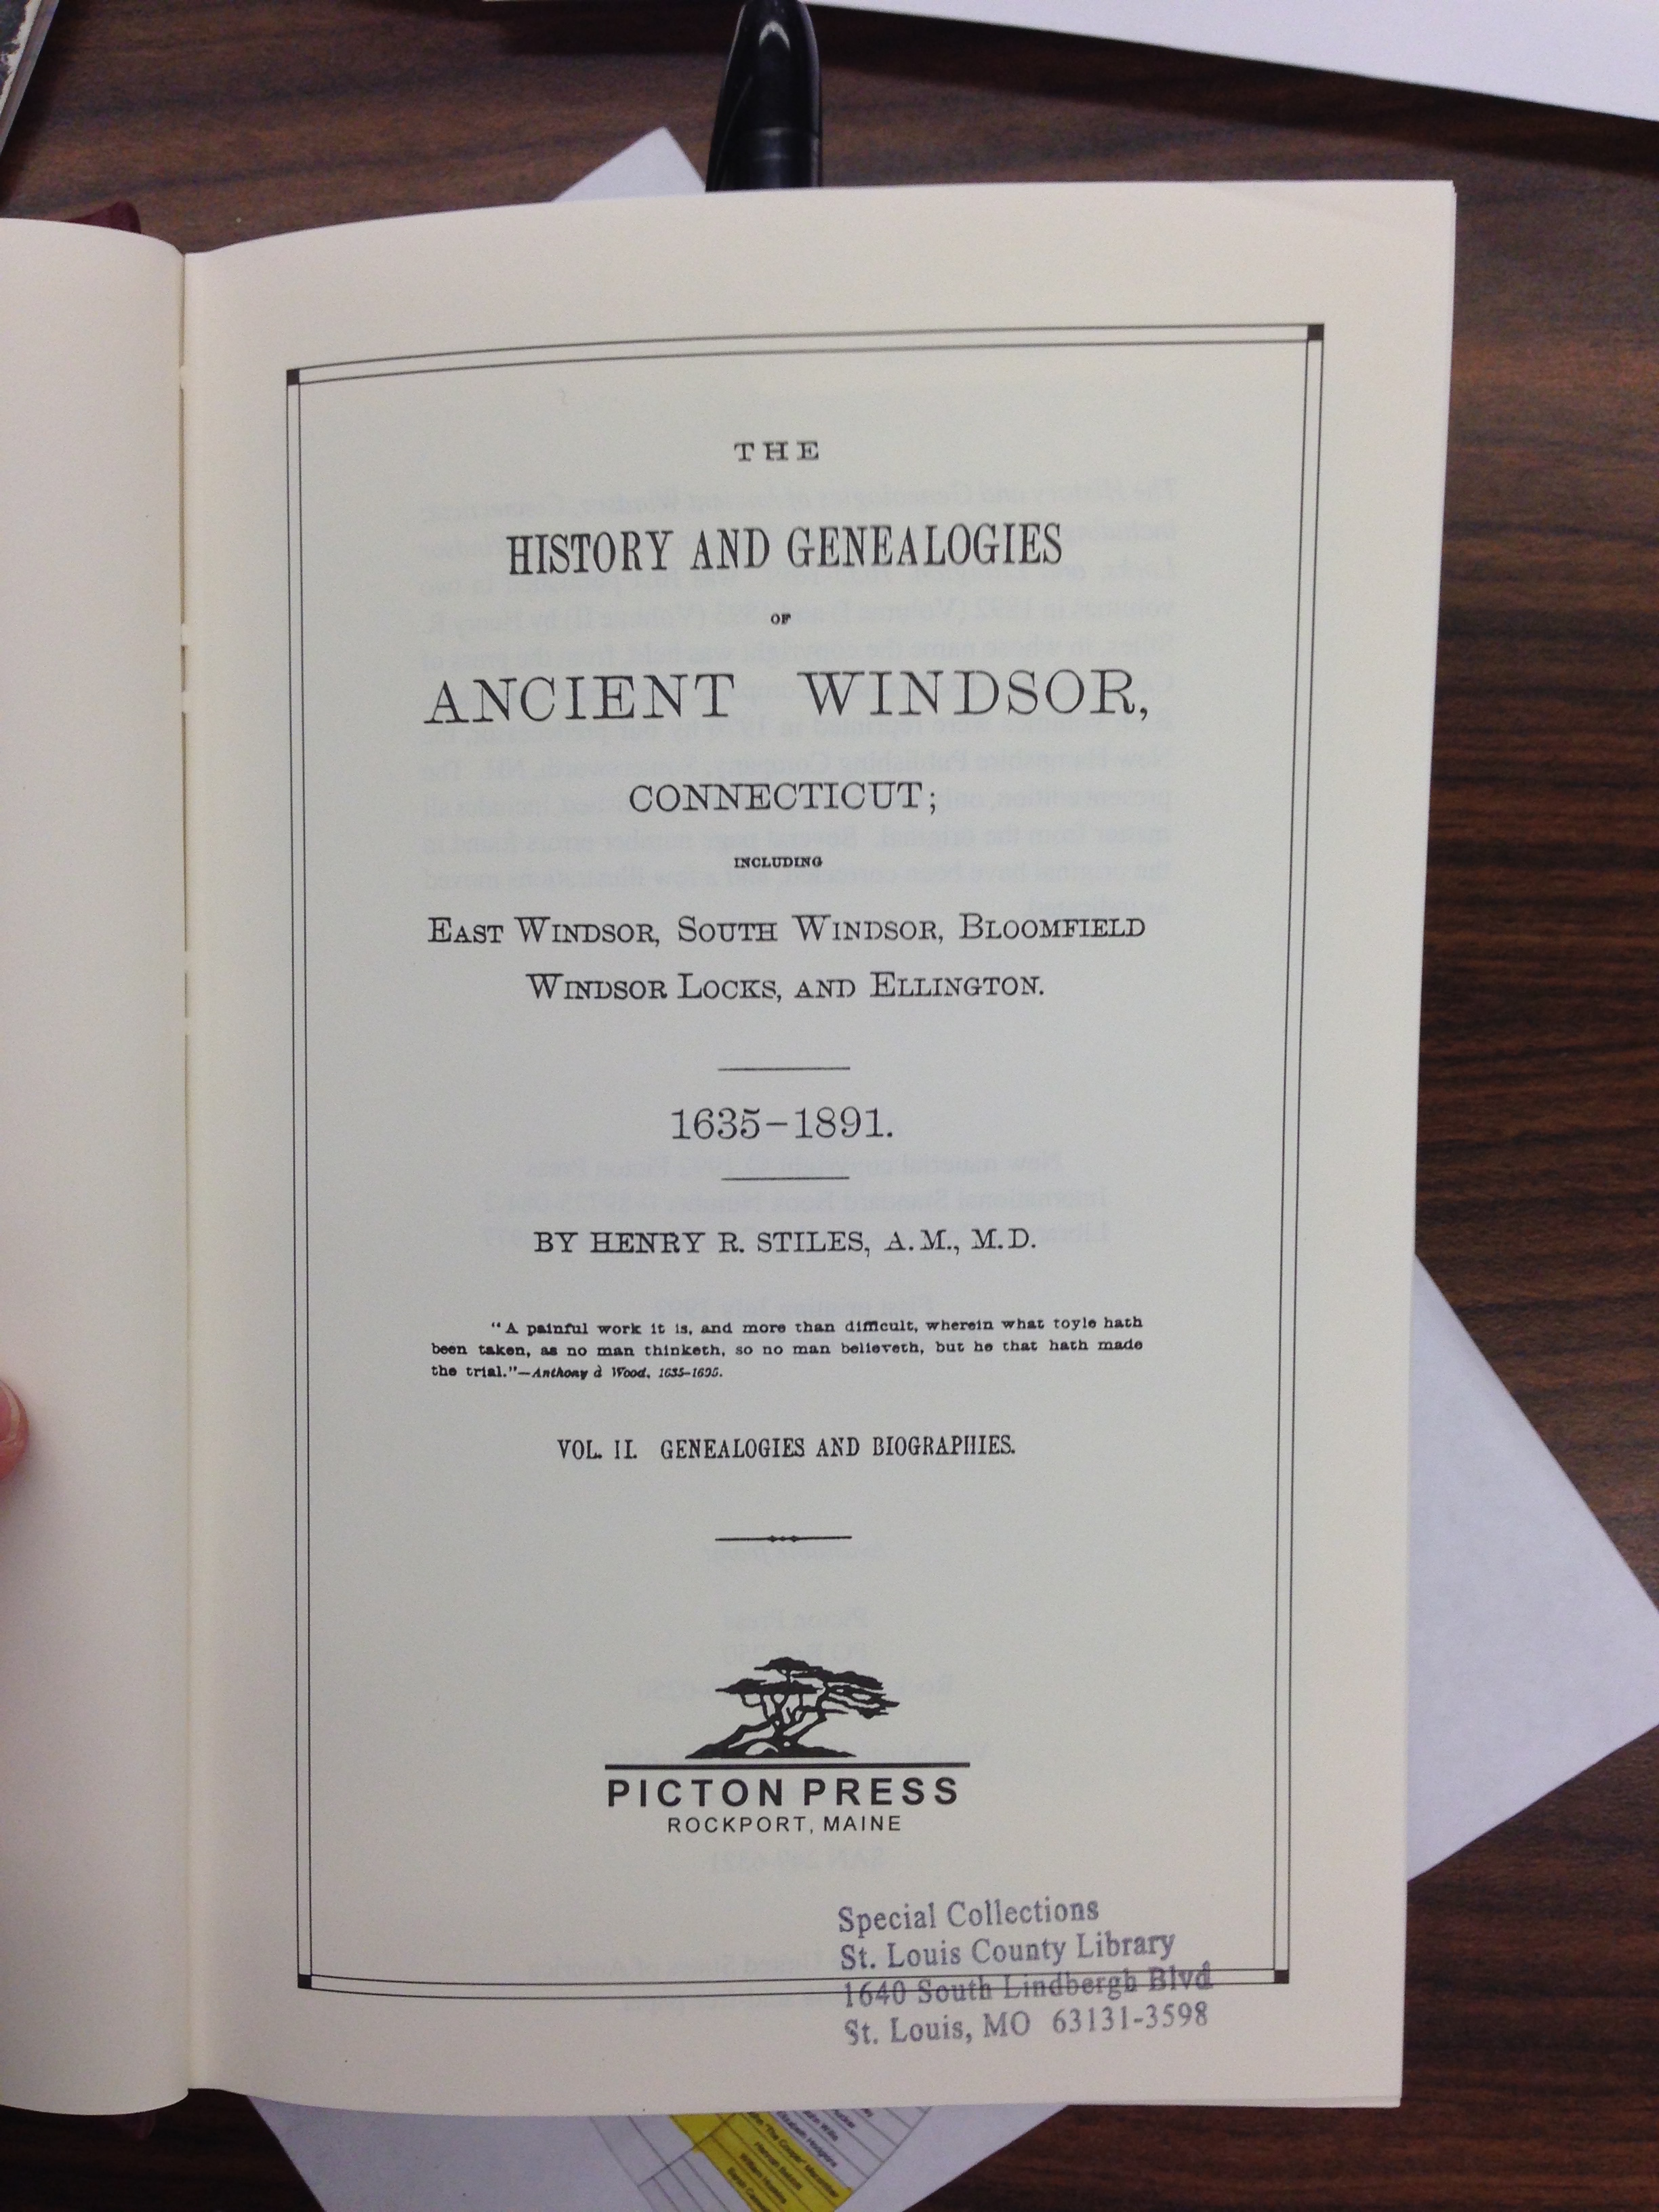 THE
HISTORY AND GENEALOGIES
OF
ANCIENT WINDSOR,
CONNECTICUT;
INCLUDING
EAST WINDSOR, SOUTH WINDSOR, BLOOMFIELD
WINDSOR LOCKS, AND ELLINGTON.
1635-1891.
BY HENRY R. STILES, A.M., M.D.
"A painful work it is, and more than difficult, wherein what toyle hath
been taken, as no man thinketh, so no man believeth, but he that hath made
the trial."—Anthony à Wood, 1635-1695.
VOL. II. GENEALOGIES AND BIOGRAPHIES.
PICTON PRESS
ROCKPORT, MAINE
Special Collections
St. Louis County Library
1640 South Lindbergh Blvd
St. Louis, MO 63131-3598